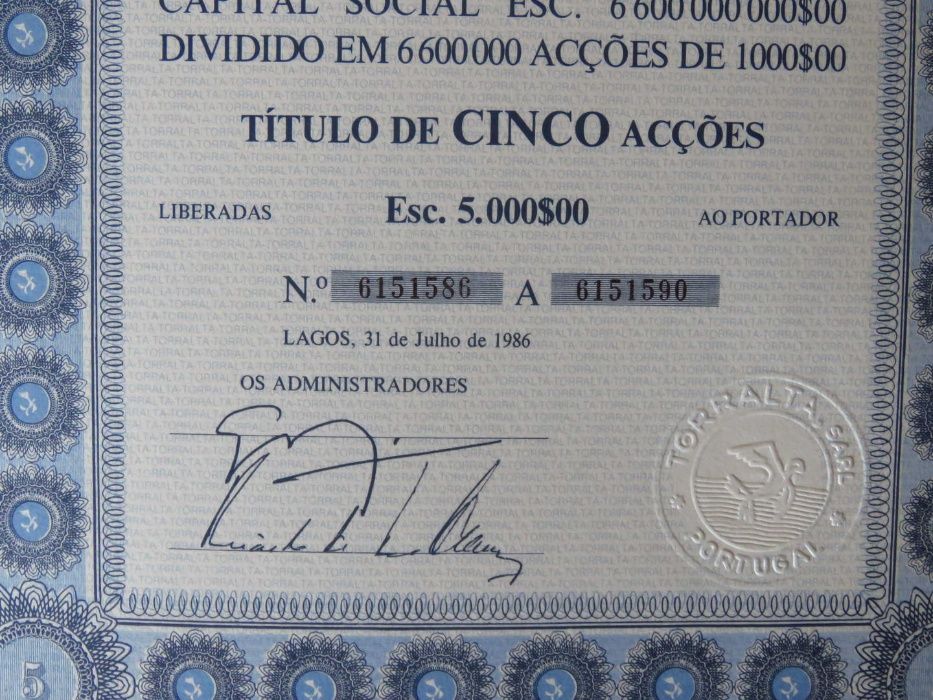 CAPITAL SOCIAL ESC. 6 600 000 000$00
DIVIDIDO EM 6 600 000 ACÇÕES DE 1000$00
TÍTULO DE CINCO ACÇÕES
LIBERADAS Esc. 5.000$00 AO PORTADOR
N.º 6151586 A 6151590
LAGOS, 31 de Julho de 1986
OS ADMINISTRADORES
TORRALTA, SARL
PORTUGAL
5